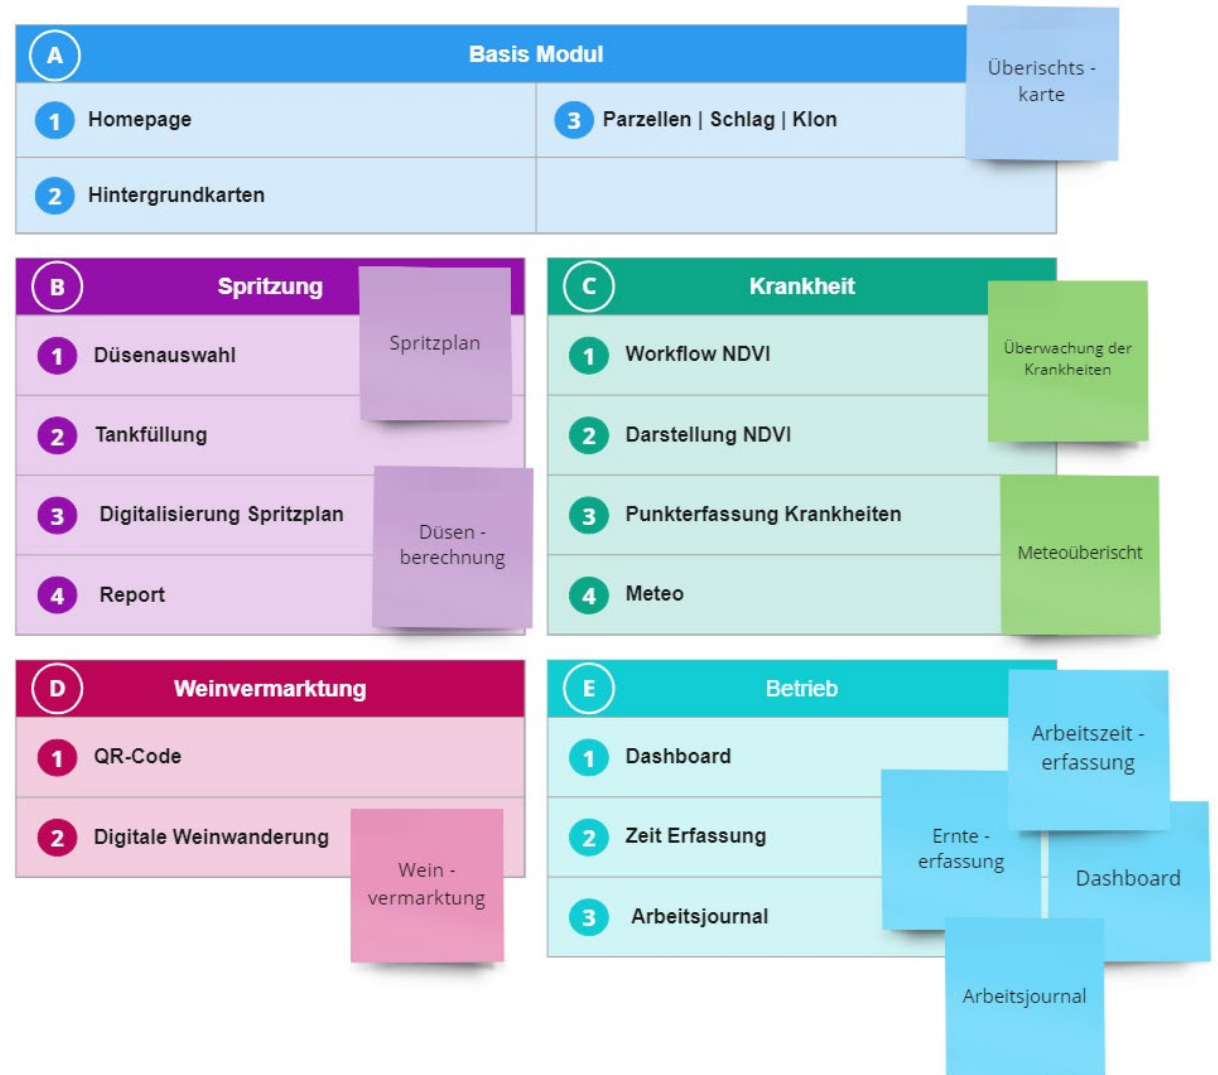 A
Basis Modul
Überischts -
karte
1 Homepage
3 Parzellen | Schlag | Klon
2 Hintergrundkarten
B
Spritzung
1 Düsenauswahl
2 Tankfüllung
3 Digitalisierung Spritzplan
4 Report
Spritzplan
Düsen -
berechnung
C
Krankheit
1 Workflow NDVI
2 Darstellung NDVI
3 Punkterfassung Krankheiten
4 Meteo
Überwachung der
Krankheiten
Meteoüberischt
D
Weinvermarktung
1 QR-Code
2 Digitale Weinwanderung
Wein -
vermarktung
E
Betrieb
1 Dashboard
2 Zeit Erfassung
3 Arbeitsjournal
Arbeitszeit -
erfassung
Ernte -
erfassung
Dashboard
Arbeitsjournal